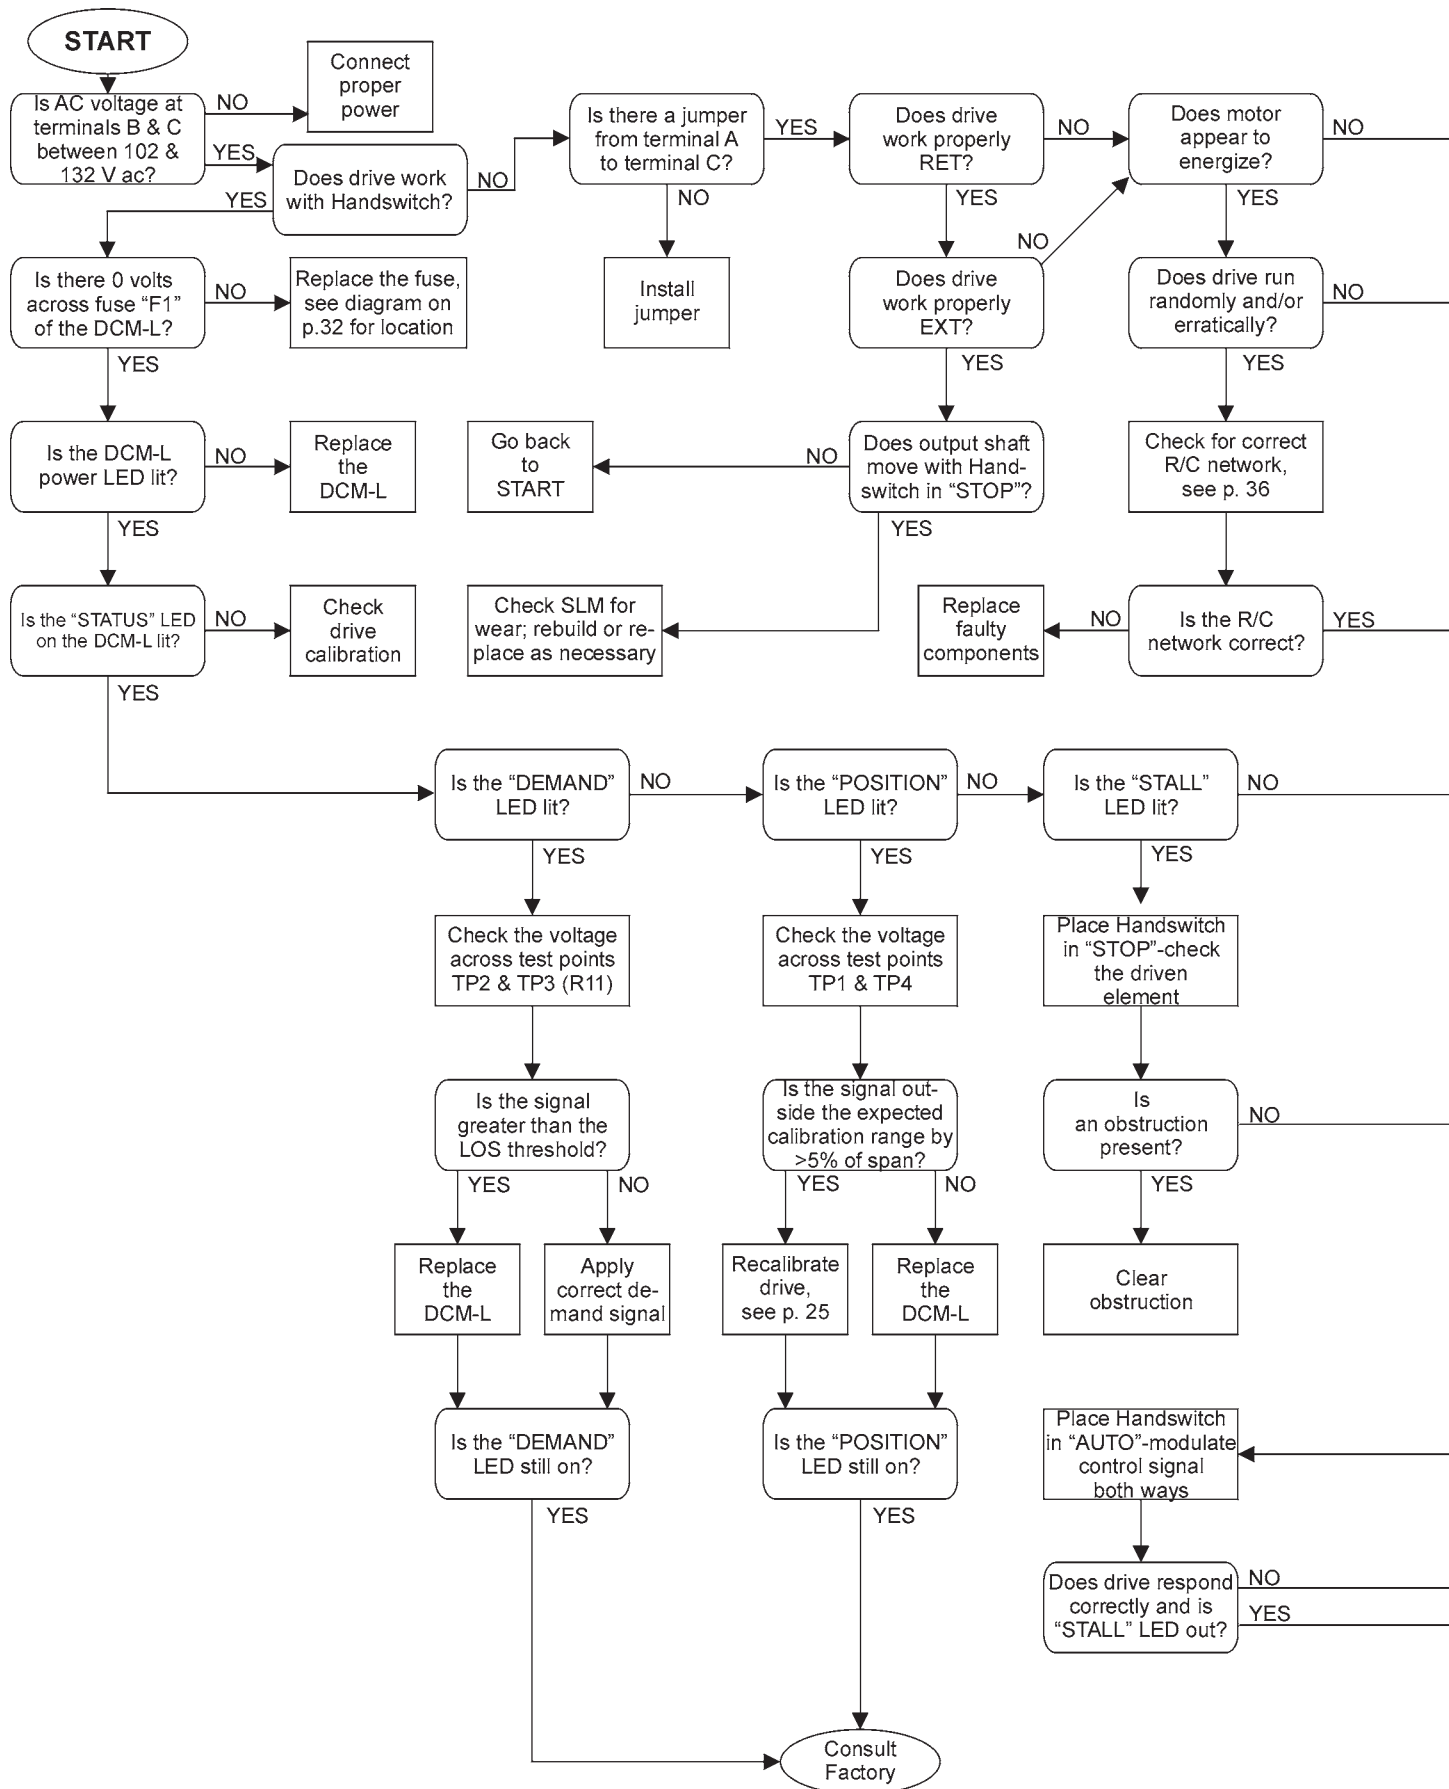 START
Connect
proper
power
Is AC voltage at
terminals B & C
between 102 &
132 V ac?
NO
YES
Does drive work
with Handswitch?
YES
NO
Is there a jumper
from terminal A
to terminal C?
YES
NO
Install
jumper
Does drive
work properly
RET?
NO
YES
Does motor
appear to
energize?
NO
YES
Is there 0 volts
across fuse “F1”
of the DCM-L?
NO
YES
Replace the fuse,
see diagram on
p.32 for location
Does drive
work properly
EXT?
NO
YES
Does drive run
randomly and/or
erratically?
NO
YES
Is the DCM-L
power LED lit?
NO
YES
Replace
the
DCM-L
Go back
to
START
NO
Does output shaft
move with Hand-
switch in “STOP”?
YES
Check for correct
R/C network,
see p. 36
Is the “STATUS” LED
on the DCM-L lit?
NO
YES
Check
drive
calibration
Check SLM for
wear; rebuild or re-
place as necessary
Replace
faulty
components
NO
Is the R/C
network correct?
YES
Is the “DEMAND”
LED lit?
NO
YES
Is the “POSITION”
LED lit?
NO
YES
Is the “STALL”
LED lit?
NO
YES
Check the voltage
across test points
TP2 & TP3 (R11)
Check the voltage
across test points
TP1 & TP4
Place Handswitch
in “STOP”-check
the driven
element
Is the signal
greater than the
LOS threshold?
YES
NO
Is the signal out-
side the expected
calibration range by
>5% of span?
YES
NO
Is
an obstruction
present?
NO
YES
Replace
the
DCM-L
Apply
correct de-
mand signal
Recalibrate
drive,
see p. 25
Replace
the
DCM-L
Clear
obstruction
Is the “DEMAND”
LED still on?
YES
Is the “POSITION”
LED still on?
YES
Place Handswitch
in “AUTO”-modulate
control signal
both ways
Does drive respond
correctly and is
“STALL” LED out?
NO
YES
Consult
Factory